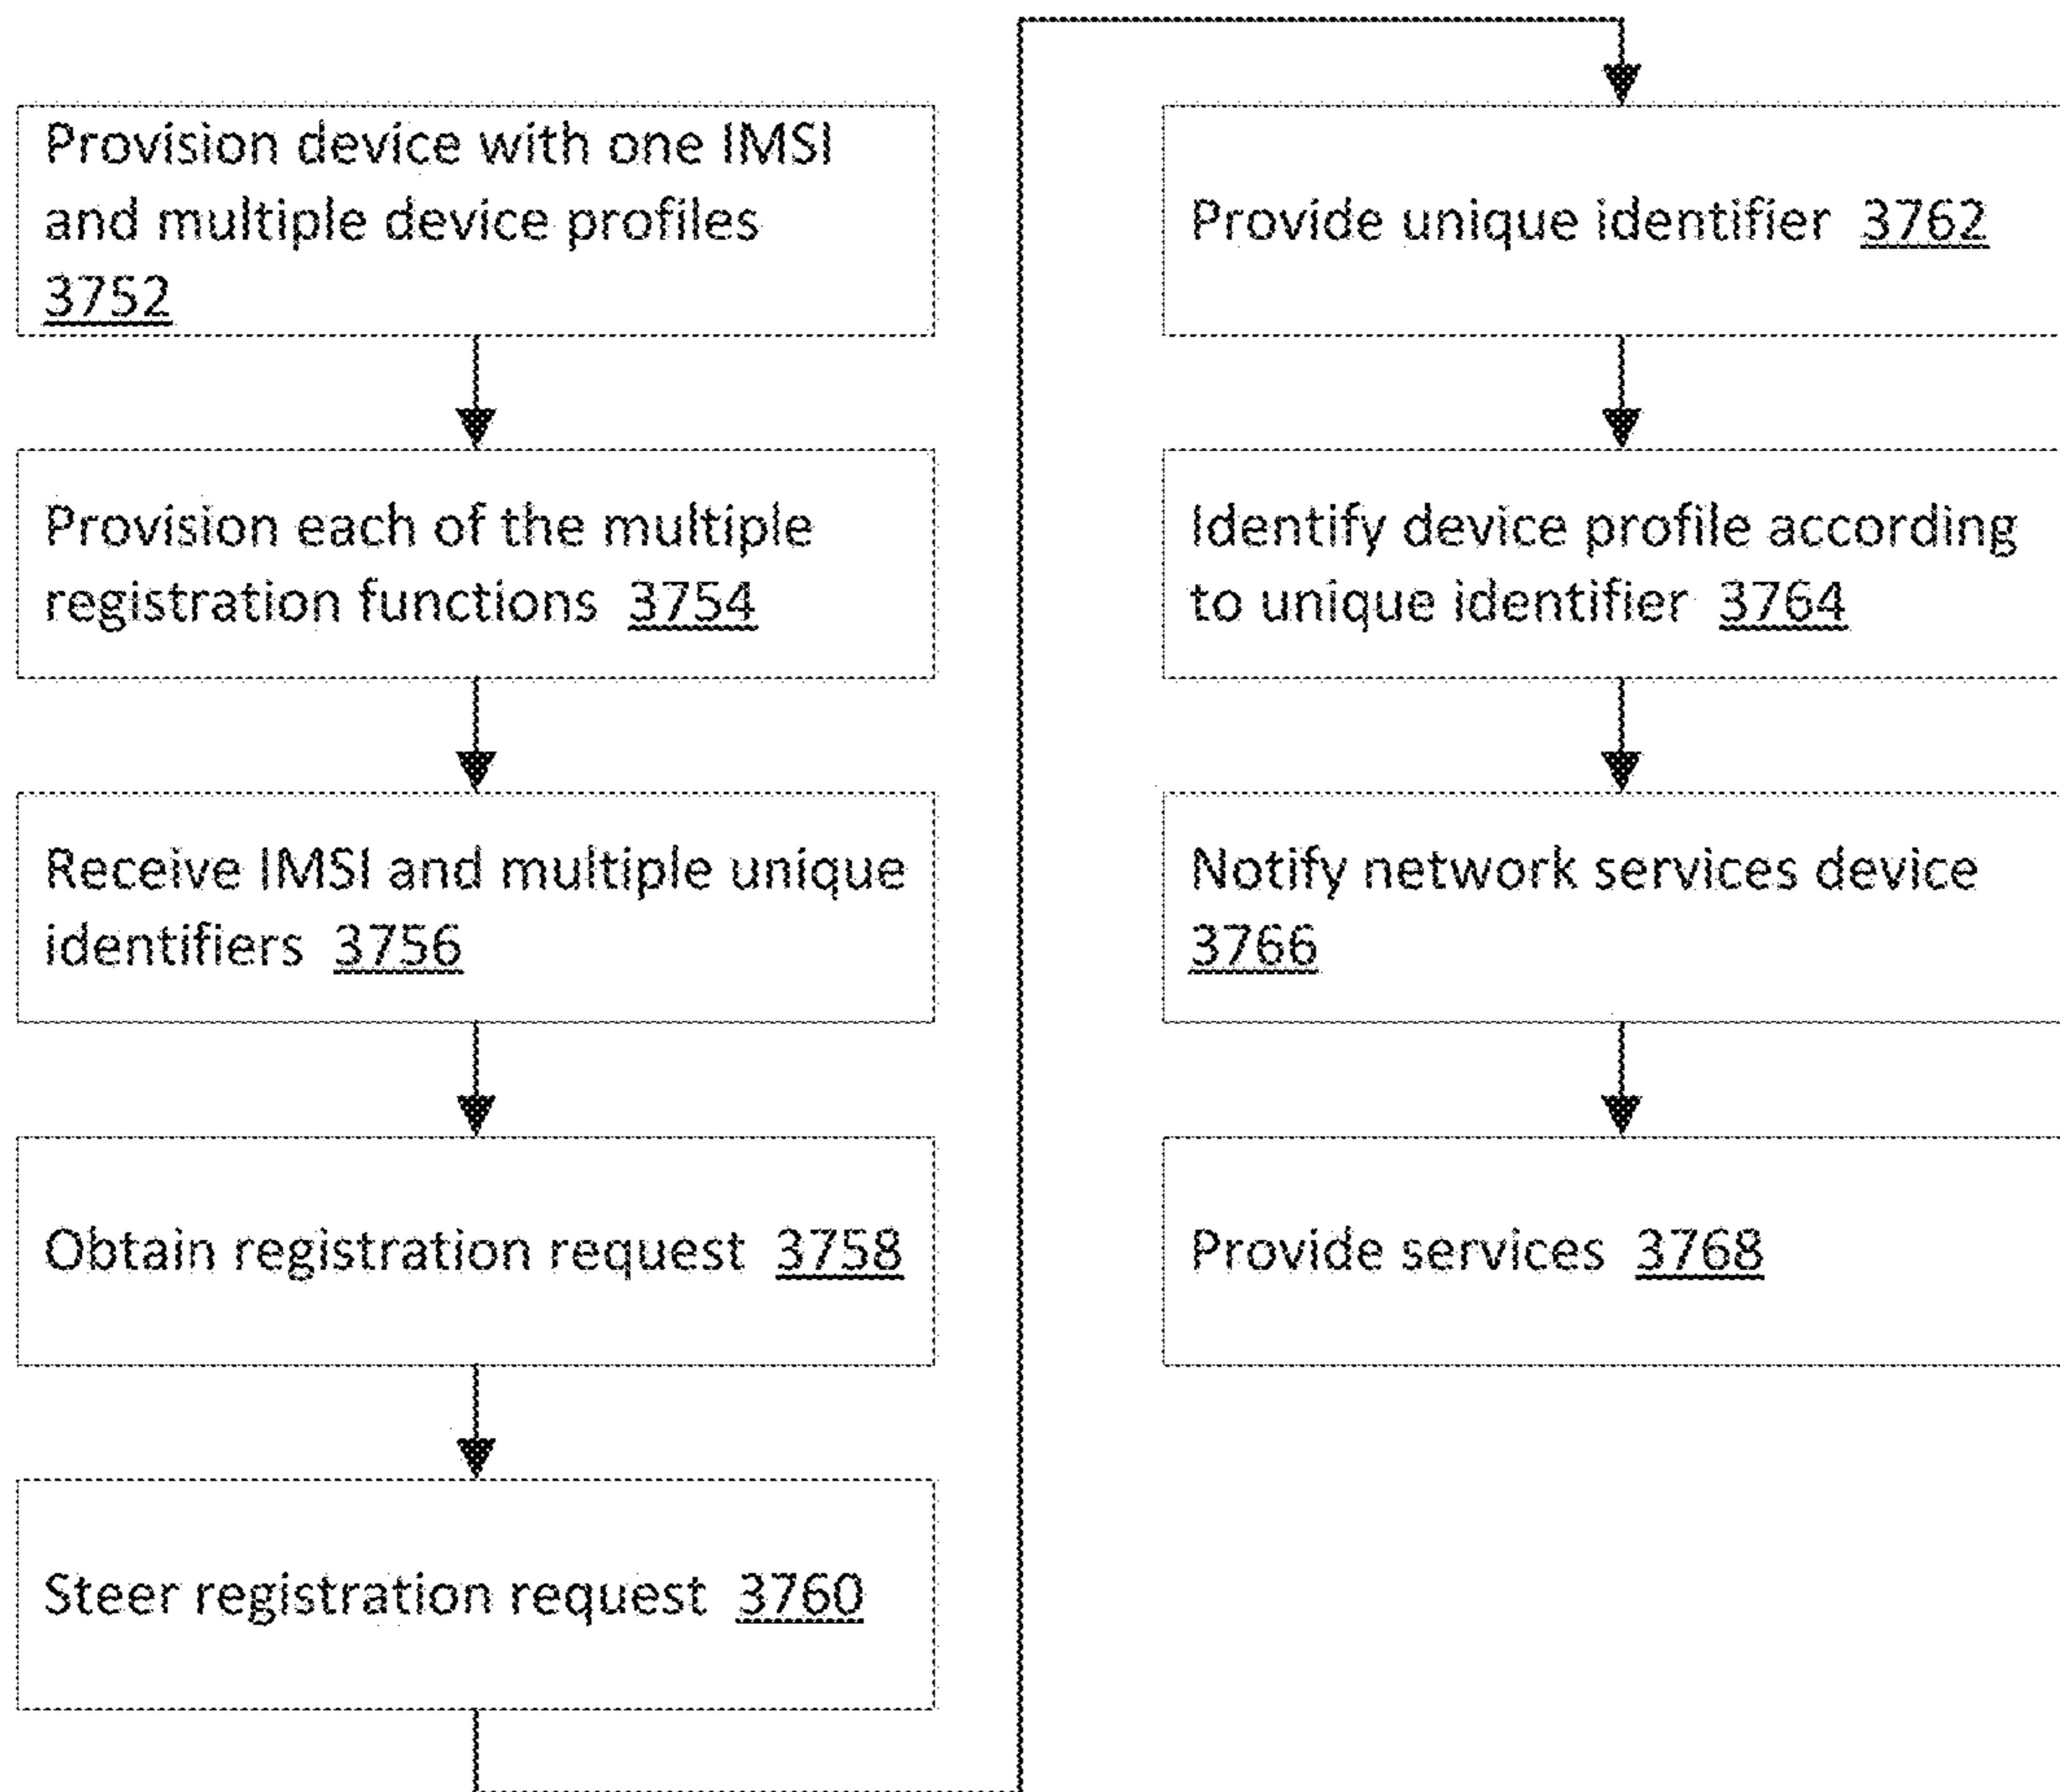 Provision device with one IMSI
and multiple device profiles
3752
Provision each of the multiple
registration functions 3754
Receive IMSI and multiple unique
identifiers 3756
Obtain registration request 3758
Steer registration request 3760
Provide unique identifier 3762
Identify device profile according
to unique identifier 3764
Notify network services device
3766
Provide services 3768